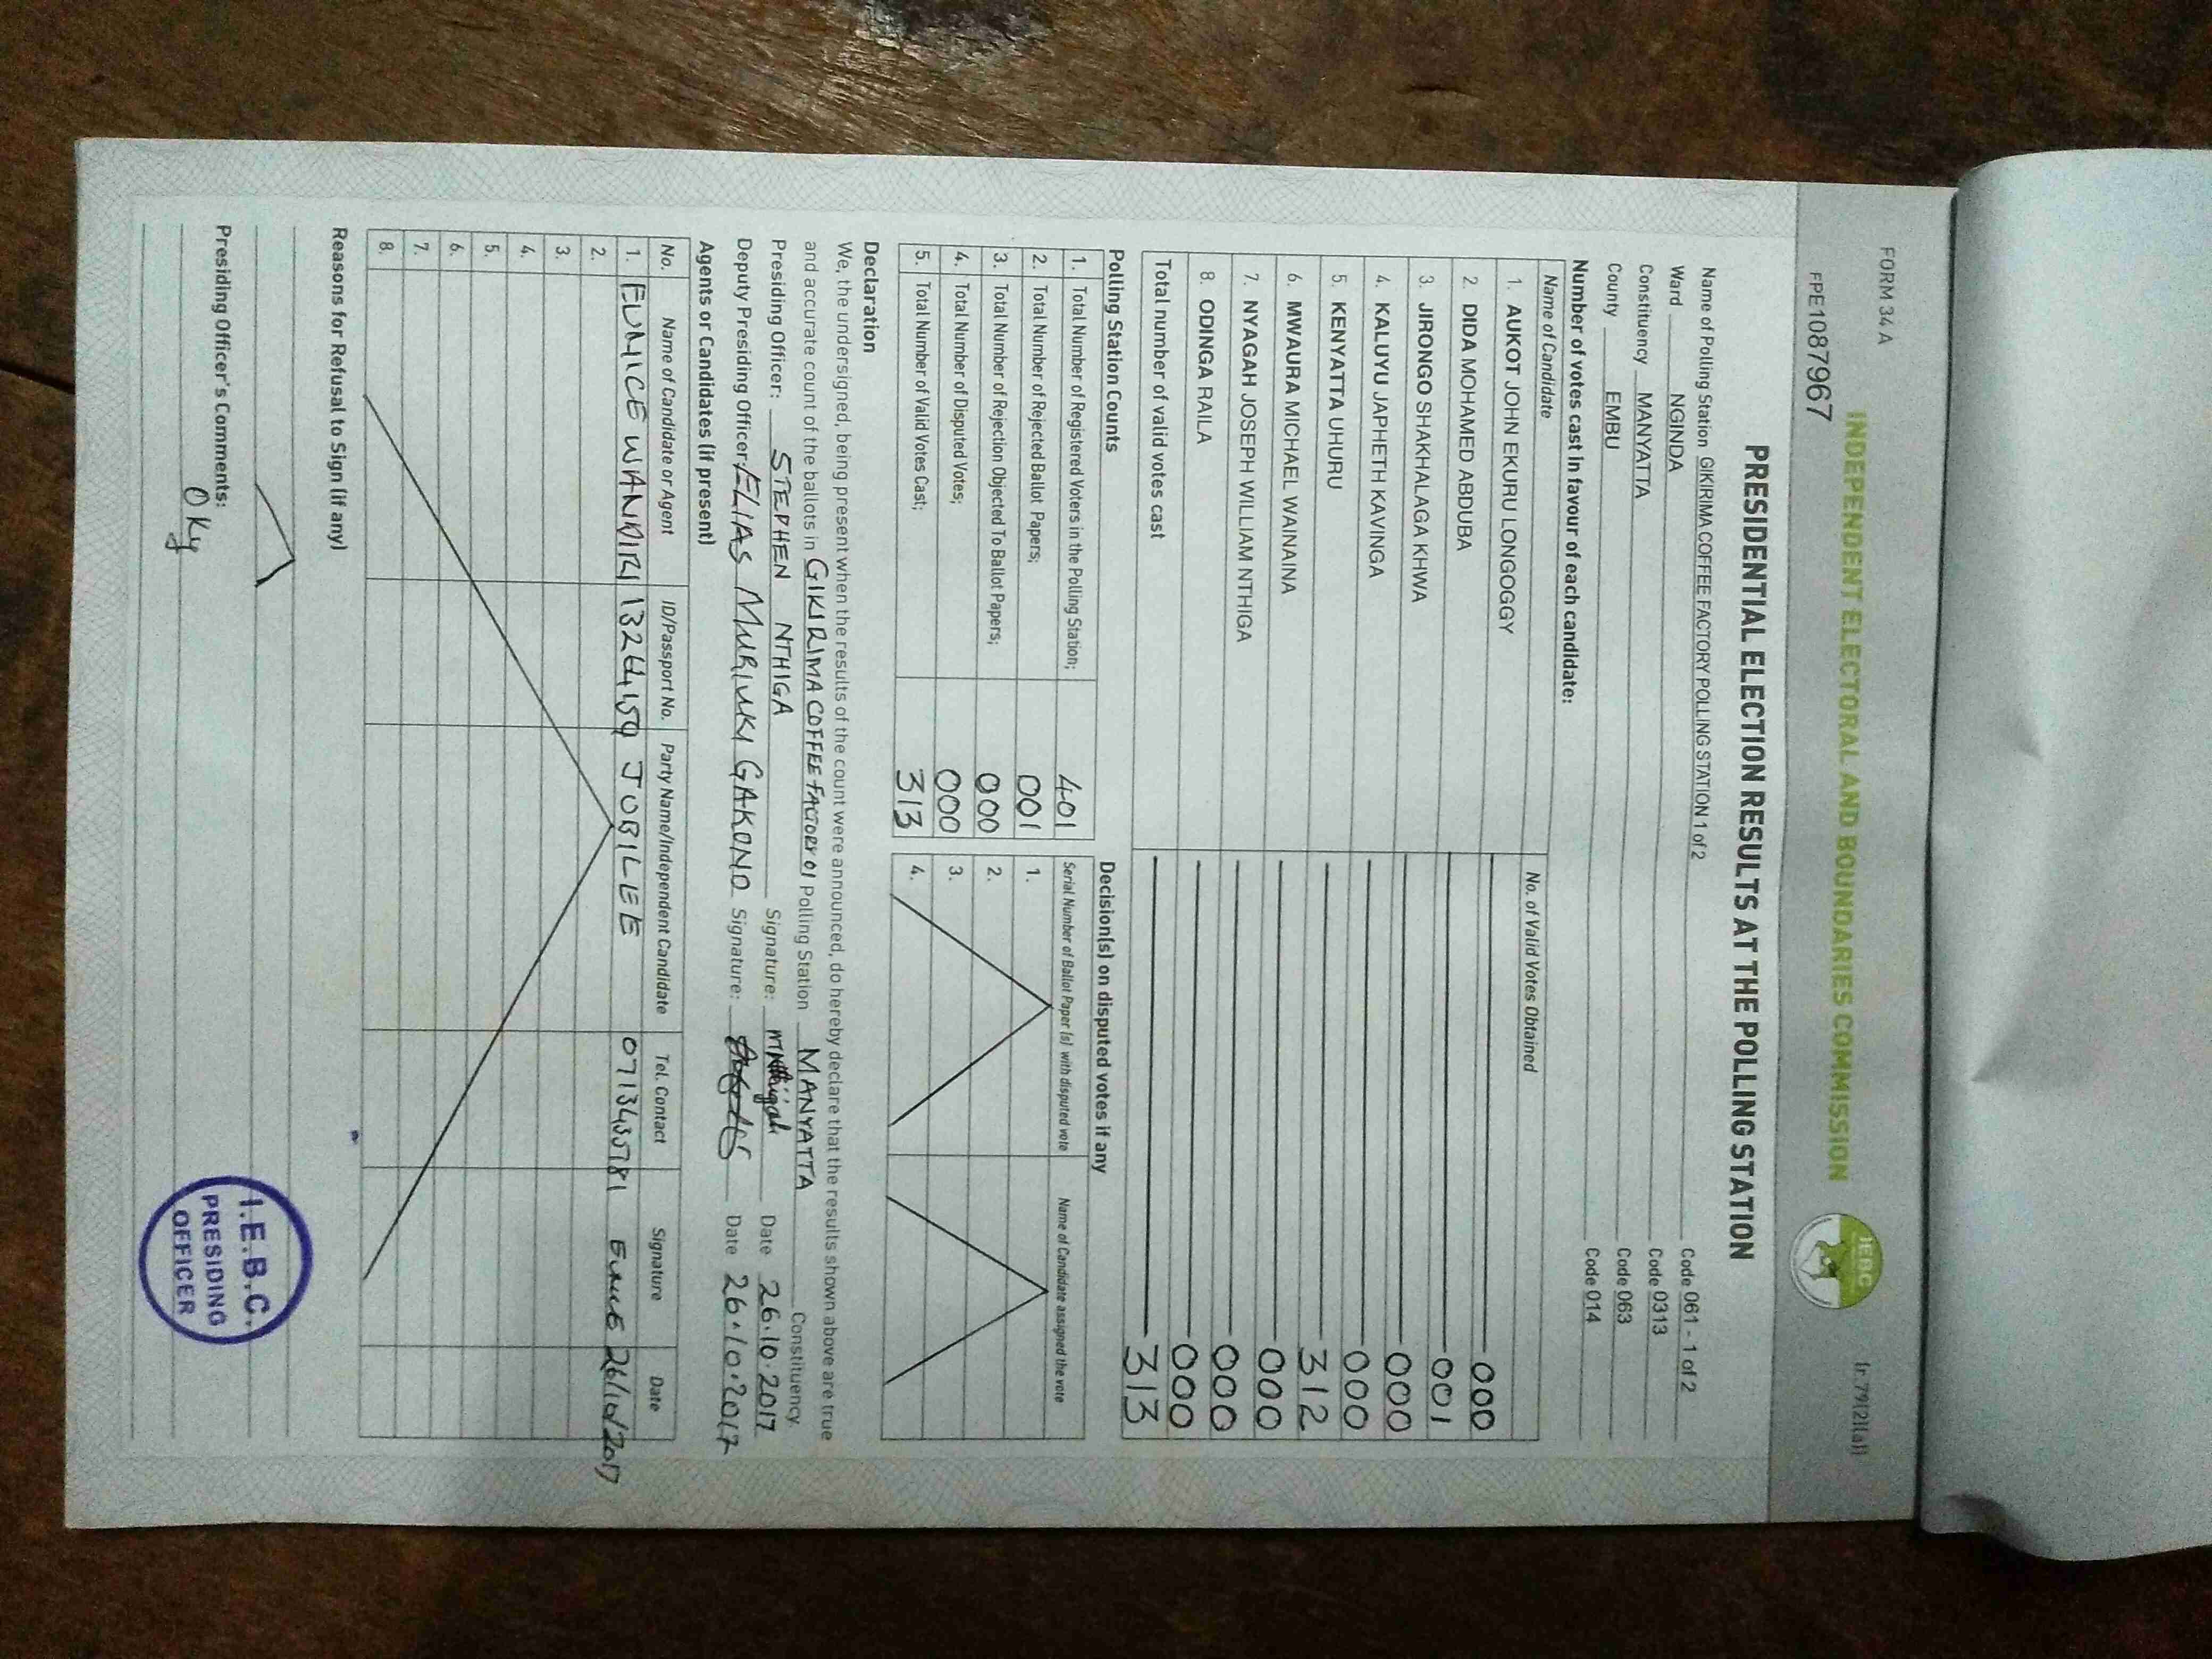 FORM 34 A
INDEPENDENT ELECTORAL AND BOUNDARIES COMMISSION
IEBC
(r.79(2)(a))
FPE1087967
PRESIDENTIAL ELECTION RESULTS AT THE POLLING STATION
Name of Polling Station GIKIRIMA COFFEE FACTORY POLLING STATION 1 of 2 Code 061 - 1 of 2
Ward NGINDA Code 0313
Constituency MANYATTA Code 063
County EMBU Code 014
Number of votes cast in favour of each candidate:
Name of Candidate No. of Valid Votes Obtained
1. AUKOT JOHN EKURU LONGOGGY 000
2. DIDA MOHAMED ABDUBA 001
3. JIRONGO SHAKHALAGA KHWA 000
4. KALUYU JAPHETH KAVINGA 000
5. KENYATTA UHURU 312
6. MWAURA MICHAEL WAINAINA 000
7. NYAGAH JOSEPH WILLIAM NTHIGA 000
8. ODINGA RAILA 000
Total number of valid votes cast 313
Polling Station Counts
1. Total Number of Registered Voters in the Polling Station; 401
2. Total Number of Rejected Ballot Papers; 001
3. Total Number of Rejection Objected To Ballot Papers; 000
4. Total Number of Disputed Votes; 000
5. Total Number of Valid Votes Cast; 313
Decision(s) on disputed votes if any
Serial Number of Ballot Paper (s) with disputed vote Name of Candidate assigned the vote
1.
2.
3.
4.
Declaration
We, the undersigned, being present when the results of the count were announced, do hereby declare that the results shown above are true
and accurate count of the ballots in GIKIRIMA COFFEE FACTORY 01 Polling Station MANYATTA Constituency.
Presiding Officer: STEPHEN NTHIGA Signature: Date 26.10.2017
Deputy Presiding Officer: ELIAS MURIUKI GAKONO Signature: Date 26.10.2017
Agents or Candidates (if present)
No. Name of Candidate or Agent ID/Passport No. Party Name/Independent Candidate Tel. Contact Signature Date
1. EUNICE WANDIRI JUBILEE 0713435781 26/10/2017
2.
3.
4.
5.
6.
7.
8.
Reasons for Refusal to Sign (if any)
Presiding Officer's Comments:
Oky
I.E.B.C.
PRESIDING
OFFICER